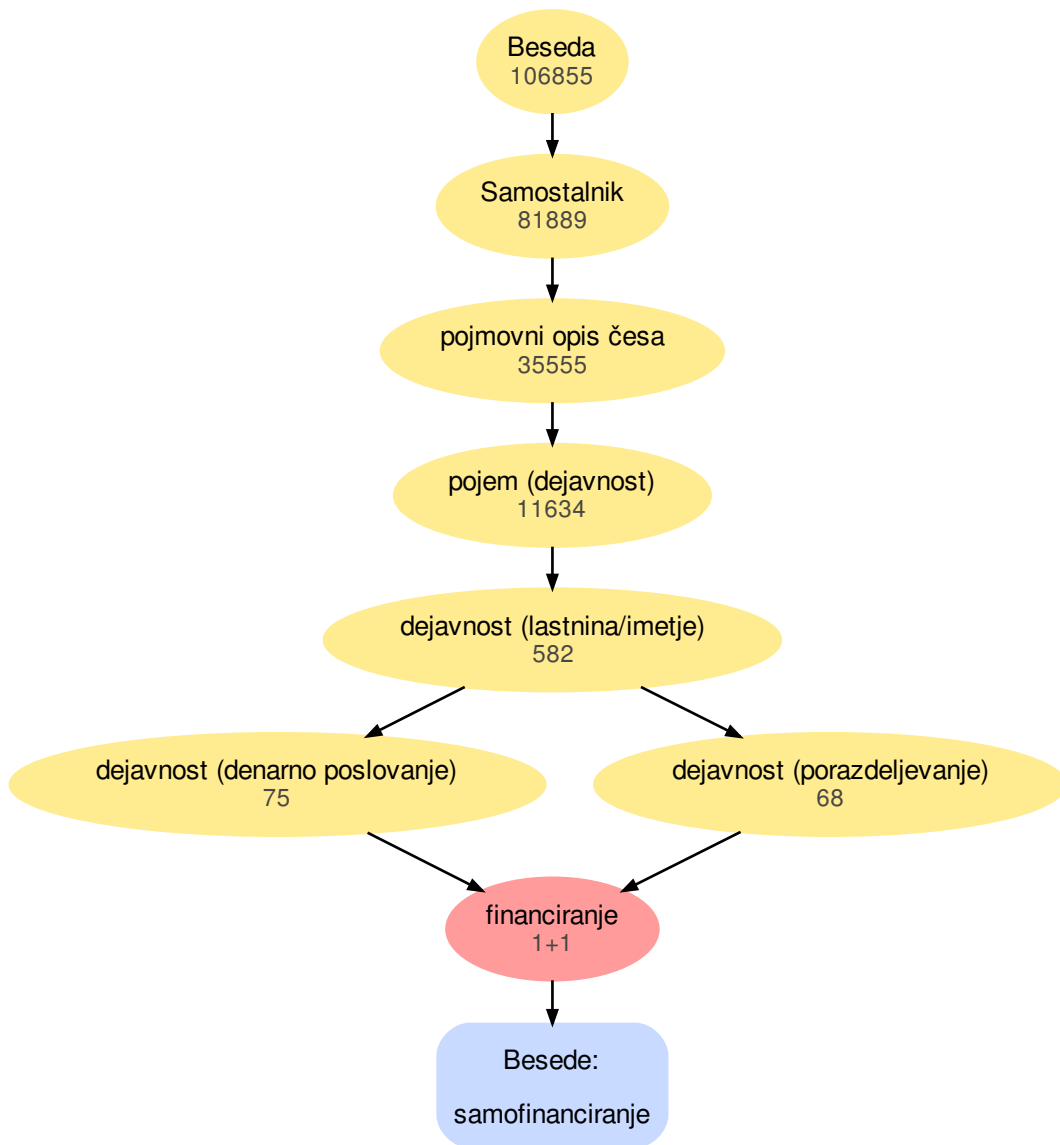 Beseda
106855
Samostalnik
81889
pojmovni opis česa
35555
pojem (dejavnost)
11634
dejavnost (lastnina/imetje)
582
dejavnost (denarno poslovanje)
75
dejavnost (porazdeljevanje)
68
financiranje
1+1
Besede:
samofinanciranje